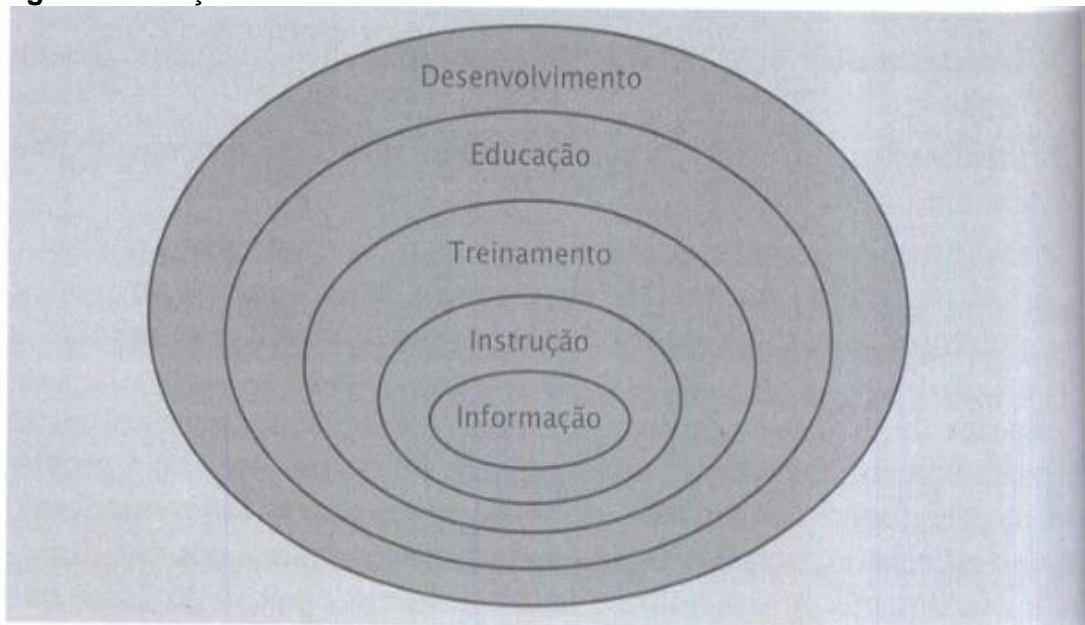 Desenvolvimento
Educação
Treinamento
Instrução
Informação